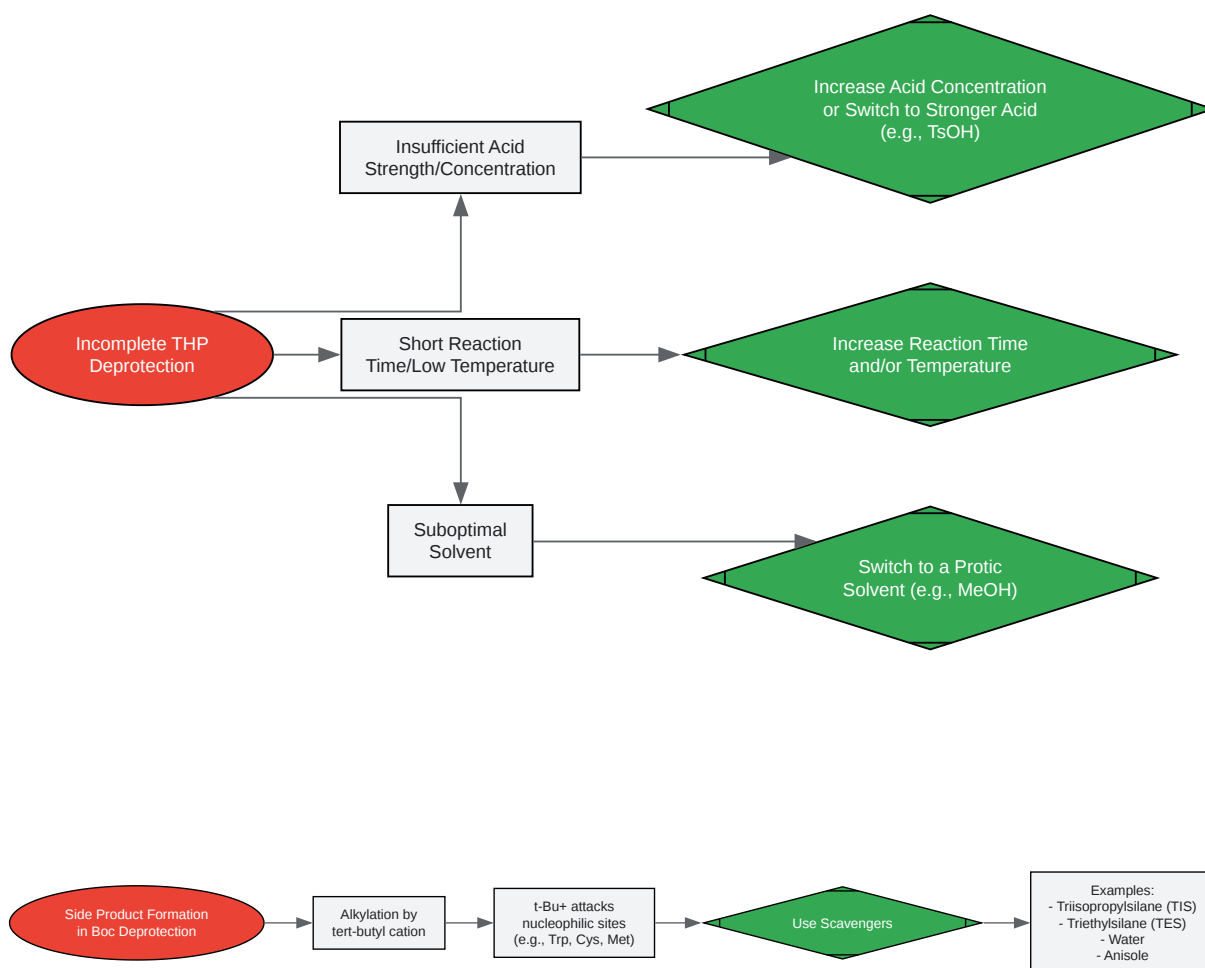 Increase Acid Concentration
or Switch to Stronger Acid
(e.g., TsOH)
Insufficient Acid
Strength/Concentration
Incomplete THP
Deprotection
Short Reaction
Time/Low Temperature
Increase Reaction Time
and/or Temperature
Suboptimal
Solvent
Switch to a Protic
Solvent (e.g., MeOH)
Side Product Formation
in Boc Deprotection
Alkylation by
tert-butyl cation
t-Bu+ attacks
nucleophilic sites
(e.g., Trp, Cys, Met)
Use Scavengers
Examples:
- Triisopropylsilane (TIS)
- Triethylsilane (TES)
- Water
- Anisole